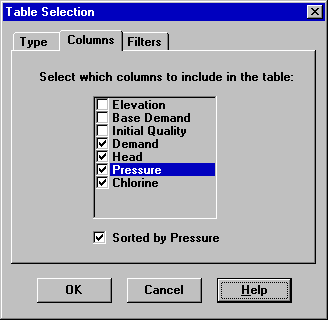 Table Selection
Type Columns Filters
Select which columns to include in the table:
Elevation
Base Demand
Initial Quality
Demand
Head
Pressure
Chlorine
Sorted by Pressure
OK Cancel Help